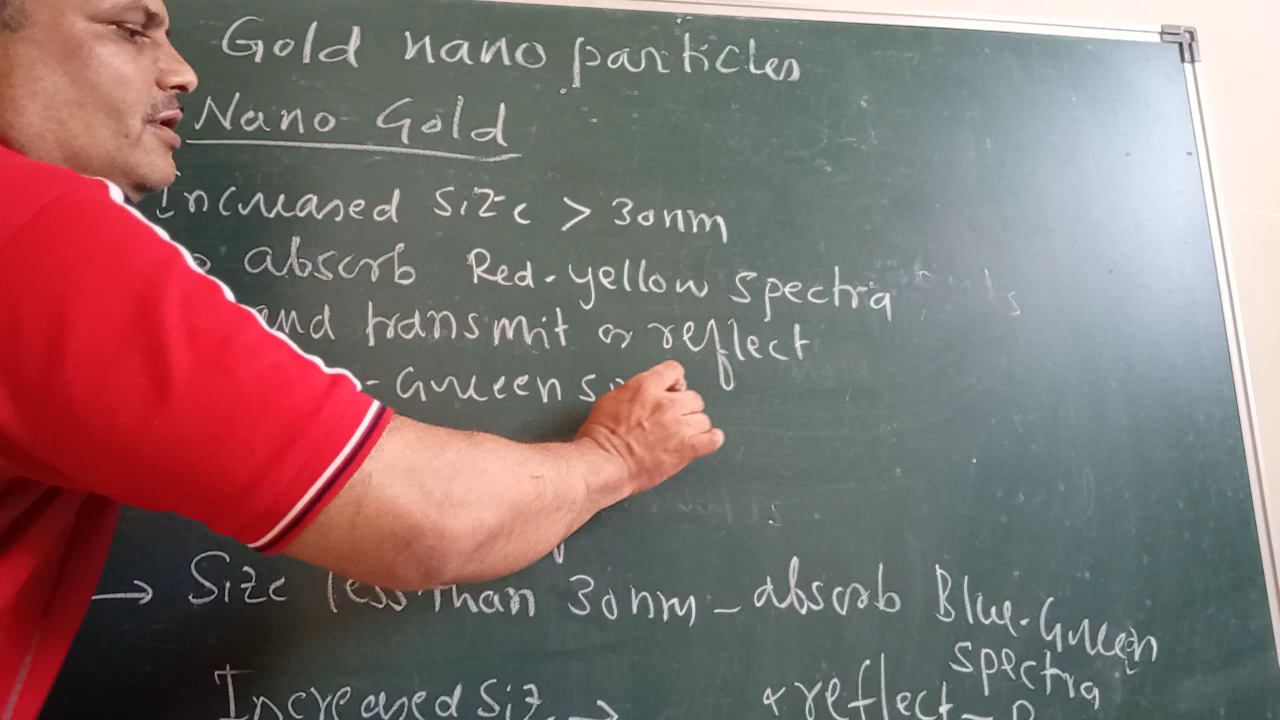 Gold nano particles
Nano Gold
Increased size > 30nm
absorb Red-yellow spectra
and transmit or reflect
- Green
→ Size less than 30nm - absorb Blue-Green
spectra
Increased Siz →
& reflect -